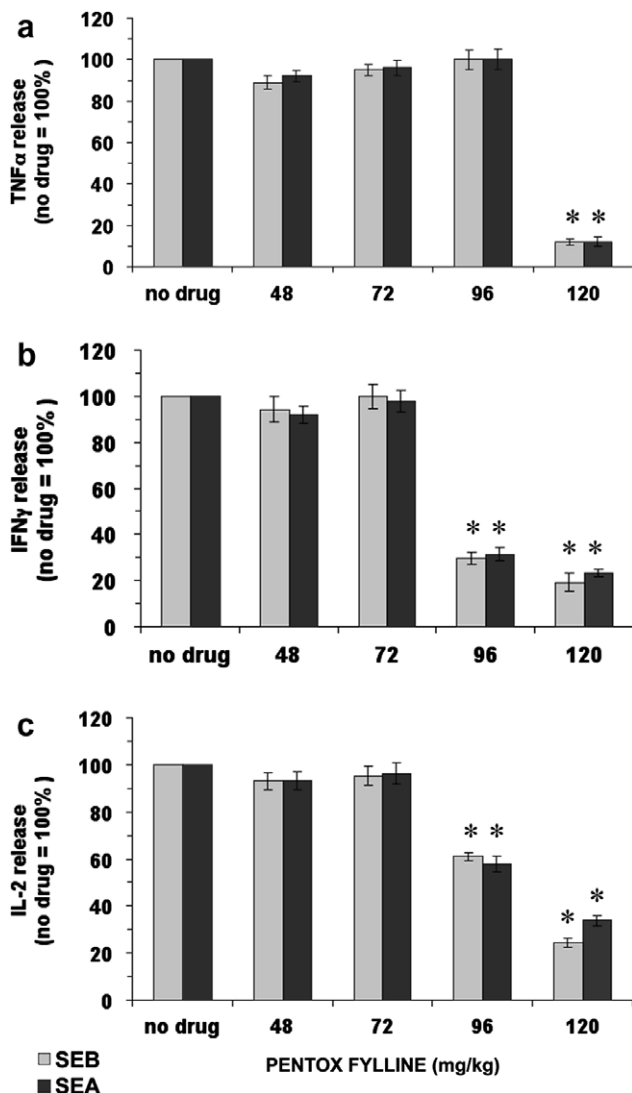 a
TNFα release
(no drug = 100%)
120
100
80
60
40
20
0
* *
no drug 48 72 96 120
b
IFNγ release
(no drug = 100% )
120
100
80
60
40
20
0
* * * *
no drug 48 72 96 120
c
IL-2 release
(no drug = 100% )
120
100
80
60
40
20
0
* * * *
no drug 48 72 96 120
SEB
SEA
PENTOX FYLLINE (mg/kg)